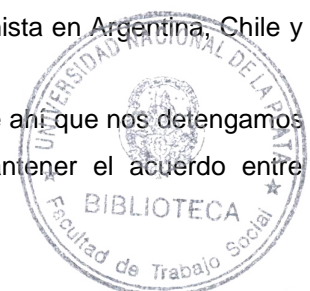 ista en Argentina, Chile y
ahí que nos detengamos
ntener el acuerdo entre
UNIVERSIDAD NACIONAL DE LA PLATA
BIBLIOTECA
Facultad de Trabajo Social